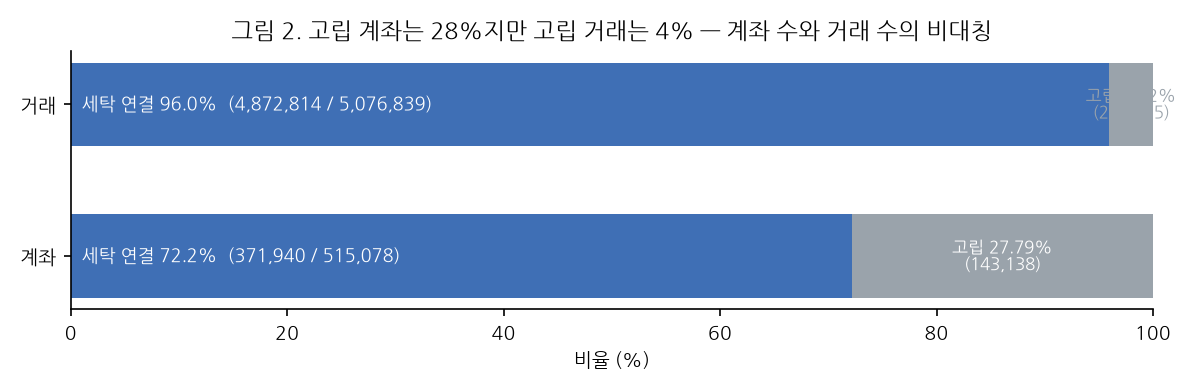 그림 2. 고립 계좌는 28%지만 고립 거래는 4% — 계좌 수와 거래 수의 비대칭
거래
세탁 연결 96.0% (4,872,814 / 5,076,839)
계좌
세탁 연결 72.2% (371,940 / 515,078)
고립 27.79%
(143,138)
0 20 40 60 80 100
비율 (%)